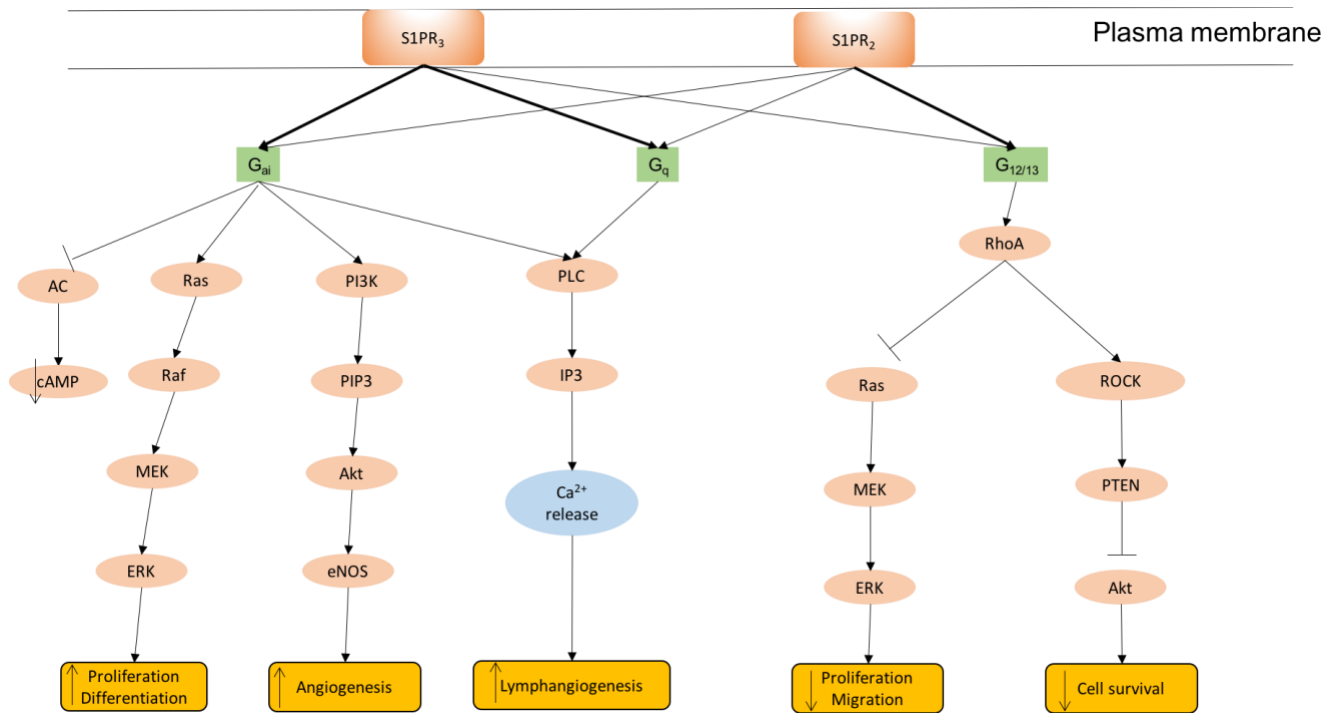 S1PR3
S1PR2
Plasma membrane
Gai
Gq
G12/13
RhoA
AC
Ras
PI3K
PLC
cAMP
Raf
PIP3
IP3
Ras
ROCK
MEK
Akt
Ca2+
release
MEK
PTEN
ERK
eNOS
ERK
Akt
Proliferation
Differentiation
Angiogenesis
Lymphangiogenesis
Proliferation
Migration
Cell survival